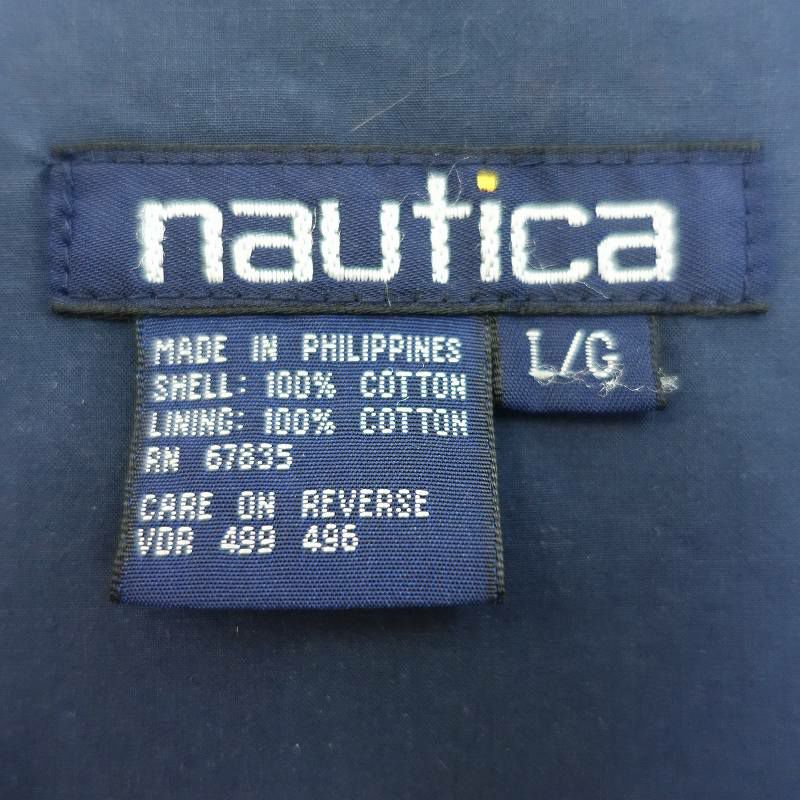 nautica
MADE IN PHILIPPINES
SHELL: 100% COTTON
LINING: 100% COTTON
RN 67835
CARE ON REVERSE
VDR 499 496
L/G